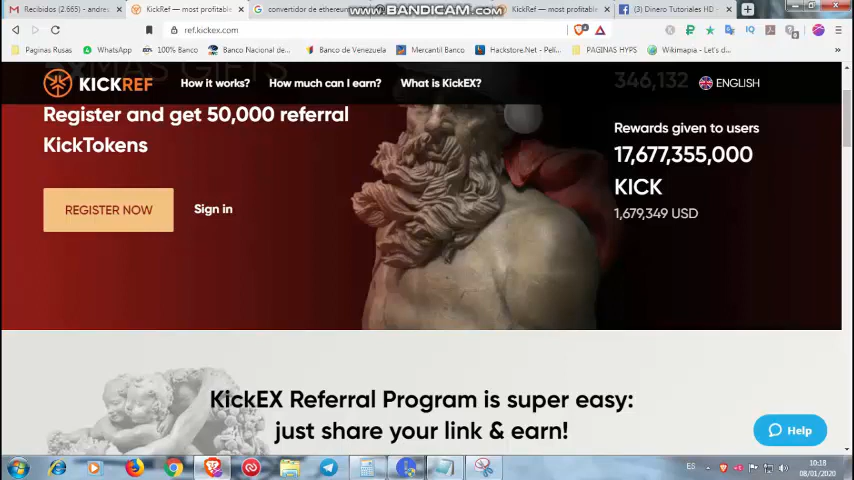 Recibidos (2.665) - andres
KickRef — most profitable
convertidor de ethereum
www.BANDICAM.com
KickRef — most profitable
(3) Dinero Tutoriales HD
ref.kickex.com
Paginas Rusas
WhatsApp
100% Banco
Banco Nacional de...
Banco de Venezuela
Mercantil Banco
Hackstore.Net - Pelí...
PAGINAS HYPS
Wikimapia - Let's d...
KICKREF
How it works?
How much can I earn?
What is KickEX?
346,132
ENGLISH
XMAS GIFTS
Register and get 50,000 referral
KickTokens
Rewards given to users
17,677,355,000
KICK
1,679,349 USD
REGISTER NOW
Sign in
KickEX Referral Program is super easy:
just share your link & earn!
Help
ES
10:18
08/01/2020